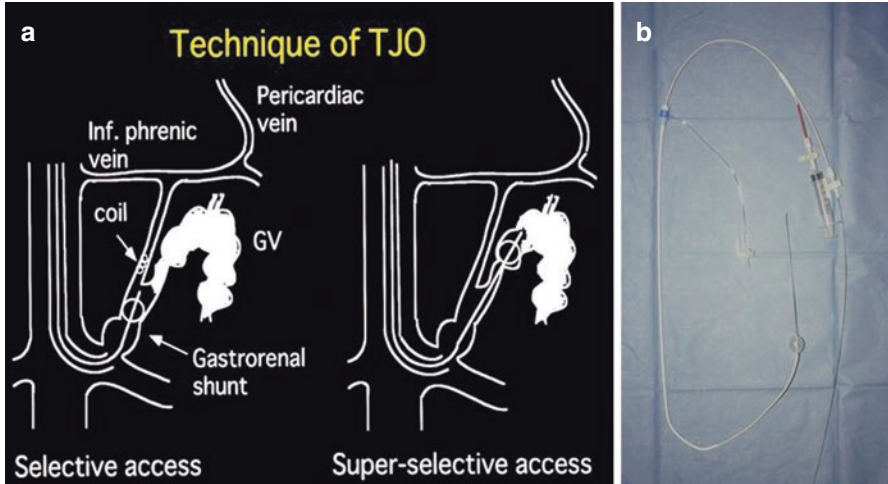 a
Technique of TJO
Pericardiac
vein
Inf. phrenic
vein
coil
GV
Gastrorenal
shunt
Selective access
Super-selective access
b